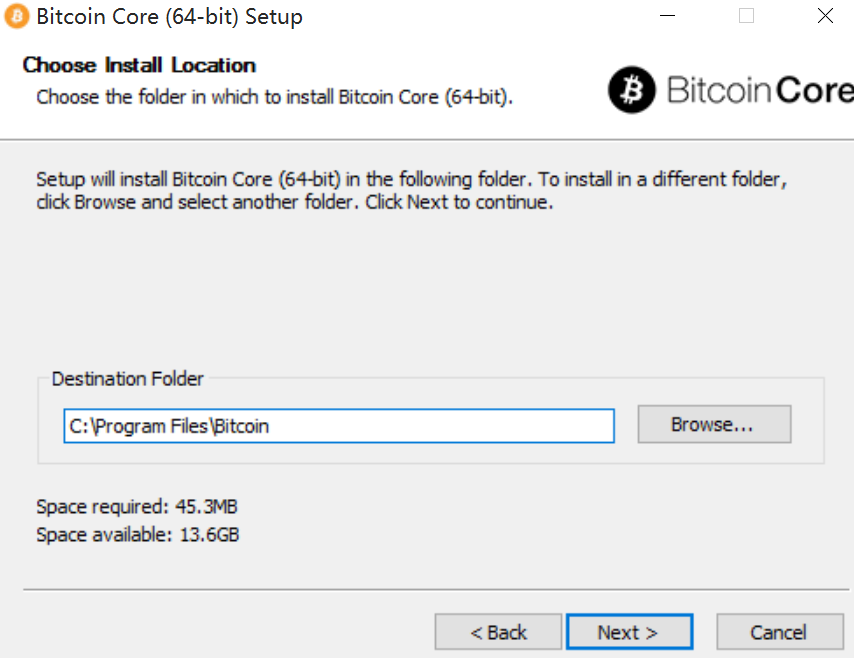 Bitcoin Core (64-bit) Setup
Choose Install Location
Choose the folder in which to install Bitcoin Core (64-bit).
Bitcoin Core
Setup will install Bitcoin Core (64-bit) in the following folder. To install in a different folder,
click Browse and select another folder. Click Next to continue.
Destination Folder
C:\Program Files\Bitcoin
Browse...
Space required: 45.3MB
Space available: 13.6GB
< Back
Next >
Cancel